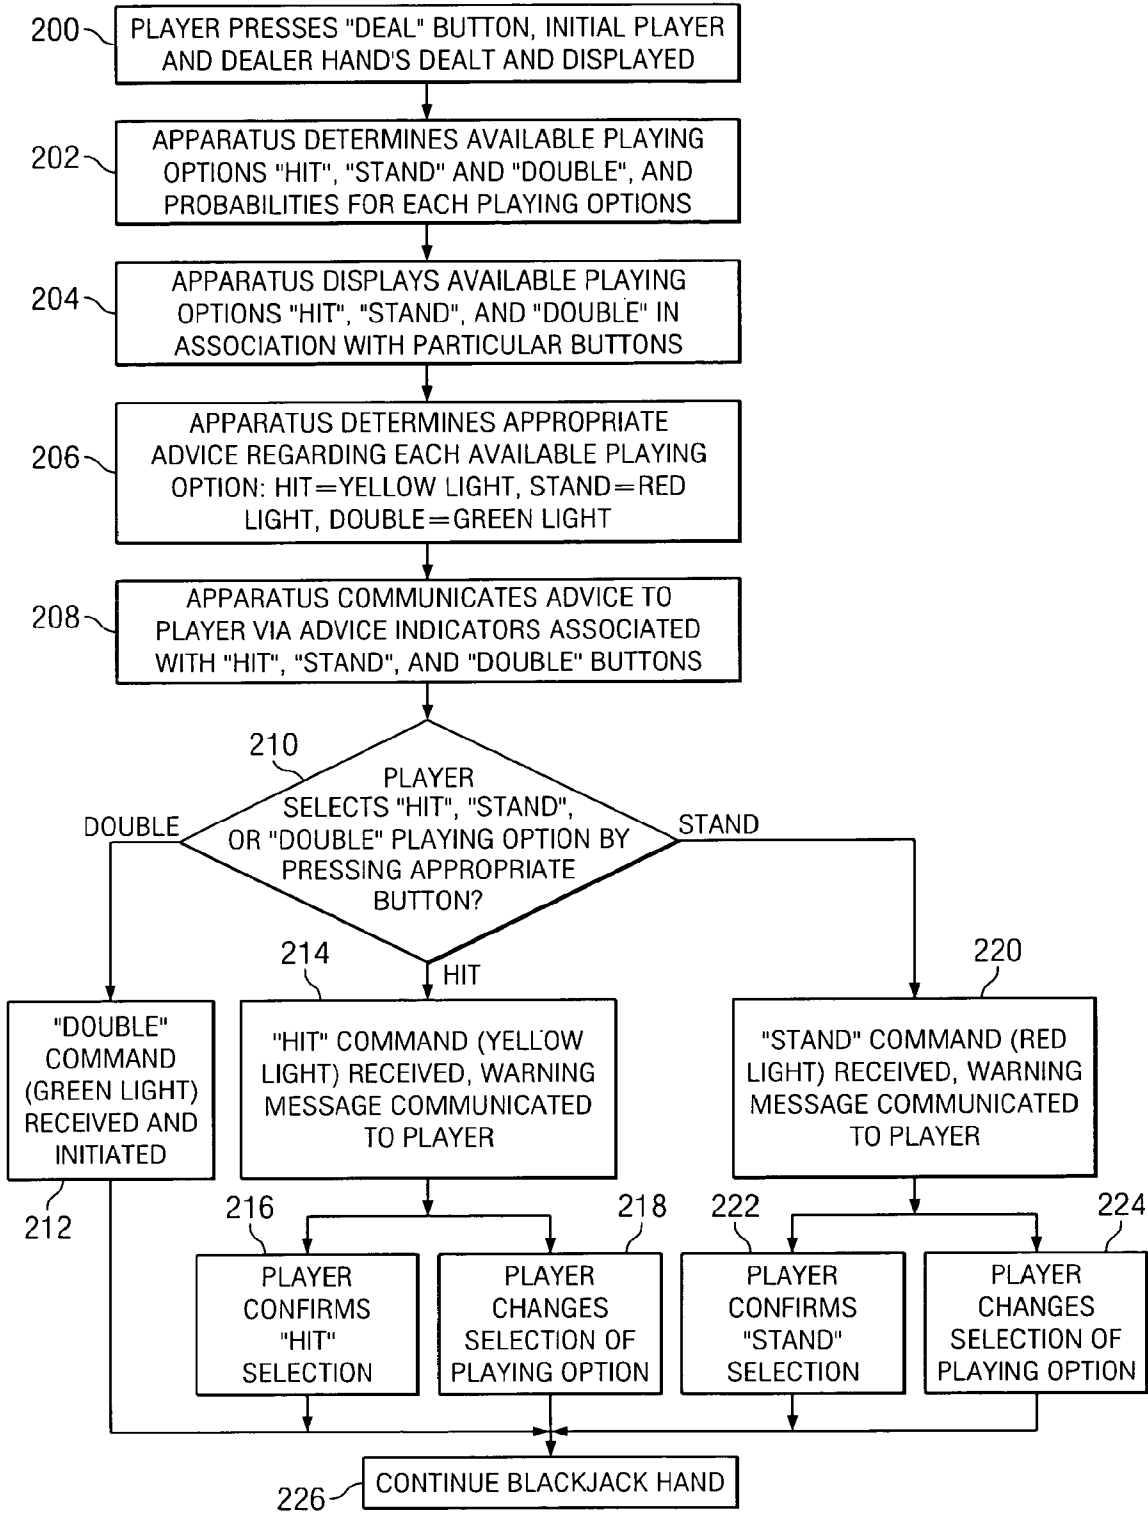 200
PLAYER PRESSES "DEAL" BUTTON, INITIAL PLAYER
AND DEALER HAND'S DEALT AND DISPLAYED
202
APPARATUS DETERMINES AVAILABLE PLAYING
OPTIONS "HIT", "STAND" AND "DOUBLE", AND
PROBABILITIES FOR EACH PLAYING OPTIONS
204
APPARATUS DISPLAYS AVAILABLE PLAYING
OPTIONS "HIT", "STAND", AND "DOUBLE" IN
ASSOCIATION WITH PARTICULAR BUTTONS
206
APPARATUS DETERMINES APPROPRIATE
ADVICE REGARDING EACH AVAILABLE PLAYING
OPTION: HIT=YELLOW LIGHT, STAND=RED
LIGHT, DOUBLE=GREEN LIGHT
208
APPARATUS COMMUNICATES ADVICE TO
PLAYER VIA ADVICE INDICATORS ASSOCIATED
WITH "HIT", "STAND", AND "DOUBLE" BUTTONS
210
PLAYER
SELECTS "HIT", "STAND",
OR "DOUBLE" PLAYING OPTION BY
PRESSING APPROPRIATE
BUTTON?
DOUBLE
STAND
HIT
"DOUBLE"
COMMAND
(GREEN LIGHT)
RECEIVED AND
INITIATED
212
214
"HIT" COMMAND (YELLOW
LIGHT) RECEIVED, WARNING
MESSAGE COMMUNICATED
TO PLAYER
220
"STAND" COMMAND (RED
LIGHT) RECEIVED, WARNING
MESSAGE COMMUNICATED
TO PLAYER
216
PLAYER
CONFIRMS
"HIT"
SELECTION
218
PLAYER
CHANGES
SELECTION OF
PLAYING OPTION
222
PLAYER
CONFIRMS
"STAND"
SELECTION
224
PLAYER
CHANGES
SELECTION OF
PLAYING OPTION
226
CONTINUE BLACKJACK HAND